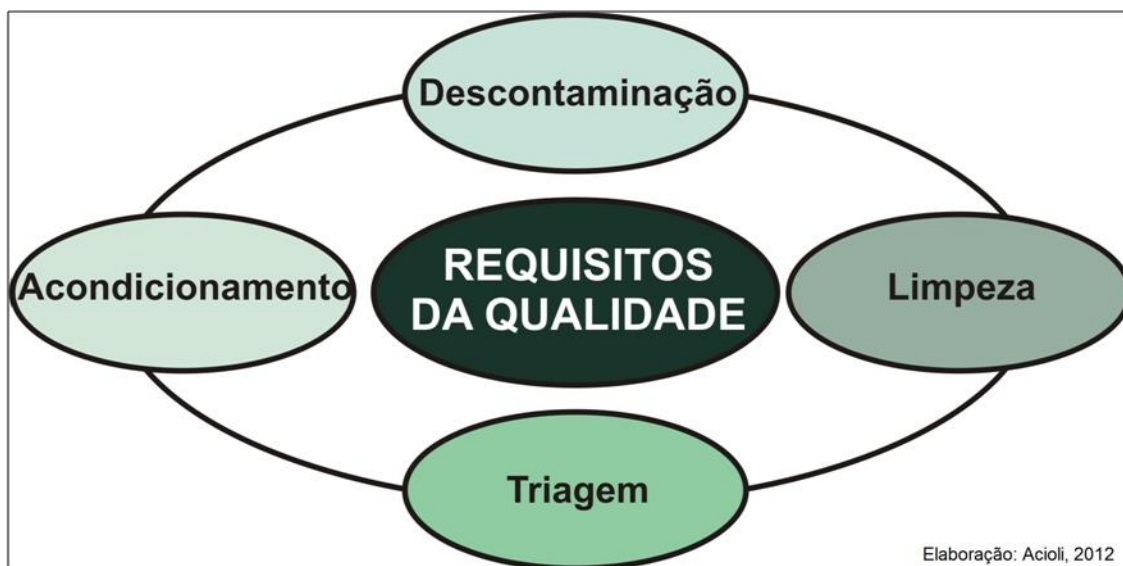 Descontaminação
Acondicionamento
REQUISITOS
DA QUALIDADE
Limpeza
Triagem
Elaboração: Acioli, 2012